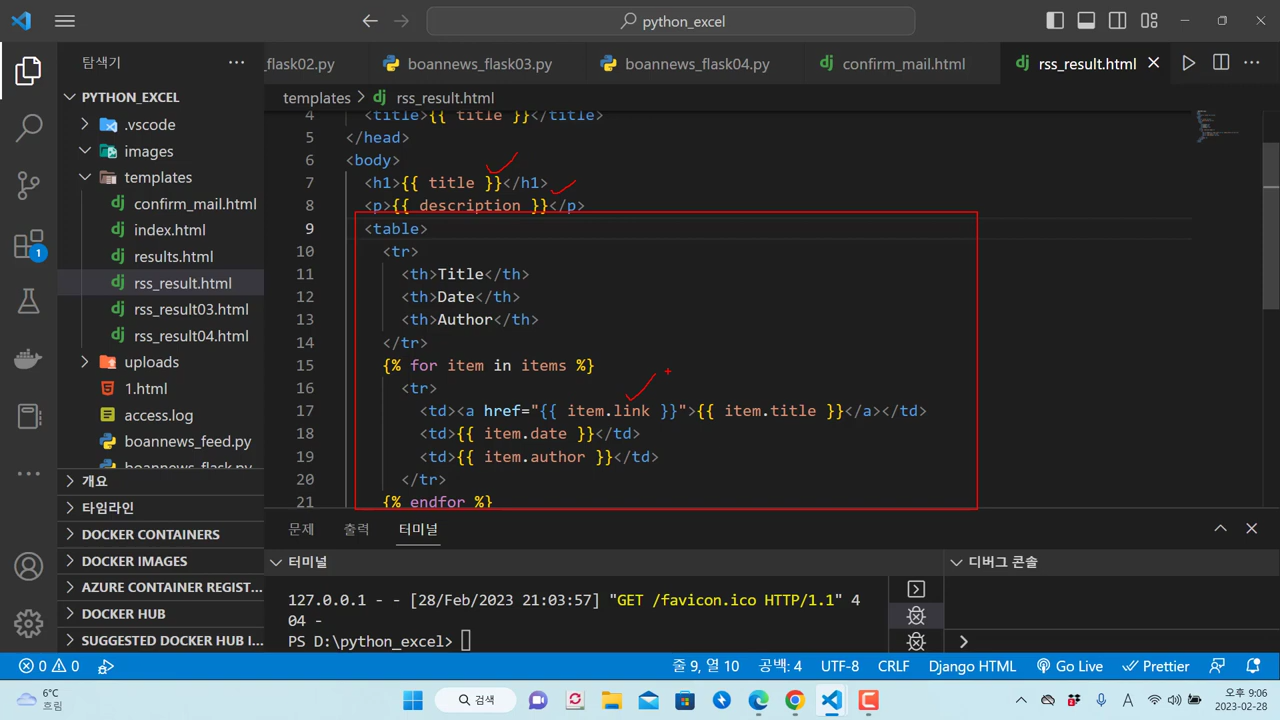 python_excel
탐색기
_flask02.py
boannews_flask03.py
boannews_flask04.py
confirm_mail.html
rss_result.html
PYTHON_EXCEL
.vscode
images
templates
confirm_mail.html
index.html
results.html
rss_result.html
rss_result03.html
rss_result04.html
uploads
1.html
access.log
boannews_feed.py
boannews_flask.py
개요
타임라인
DOCKER CONTAINERS
DOCKER IMAGES
AZURE CONTAINER REGIST...
DOCKER HUB
SUGGESTED DOCKER HUB I...
1
templates > rss_result.html
4 <title>{{ title }}</title>
5 </head>
6 <body>
7 <h1>{{ title }}</h1>
8 <p>{{ description }}</p>
9 <table>
10 <tr>
11 <th>Title</th>
12 <th>Date</th>
13 <th>Author</th>
14 </tr>
15 {% for item in items %}
16 <tr>
17 <td><a href="{{ item.link }}">{{ item.title }}</a></td>
18 <td>{{ item.date }}</td>
19 <td>{{ item.author }}</td>
20 </tr>
21 {% endfor %}
문제 출력 터미널
터미널
디버그 콘솔
127.0.0.1 - - [28/Feb/2023 21:03:57] "GET /favicon.ico HTTP/1.1" 4
04 -
PS D:\python_excel>
0 0
줄 9, 열 10 공백: 4 UTF-8 CRLF Django HTML Go Live Prettier
6°C
흐림
검색
A
오후 9:06
2023-02-28